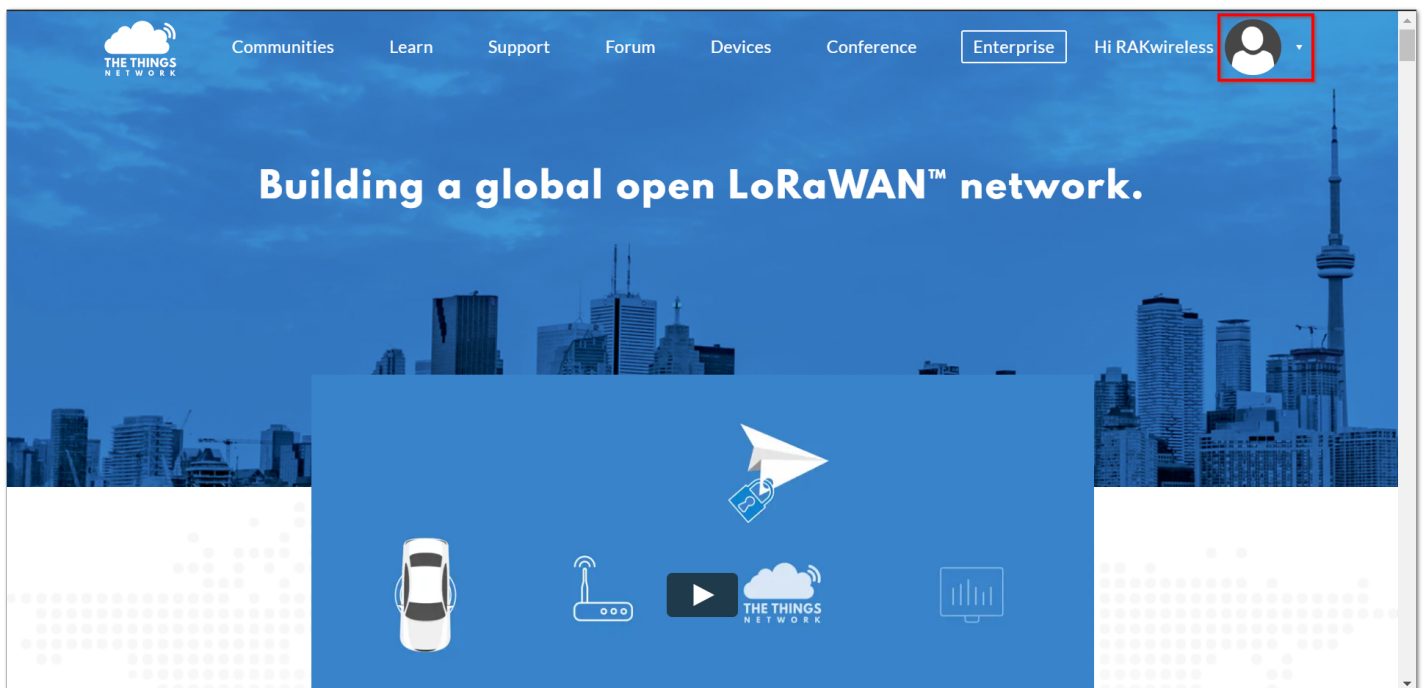 THE THINGS
NETWORK
Communities Learn Support Forum Devices Conference Enterprise Hi RAKwireless
Building a global open LoRaWAN™ network.
THE THINGS
NETWORK